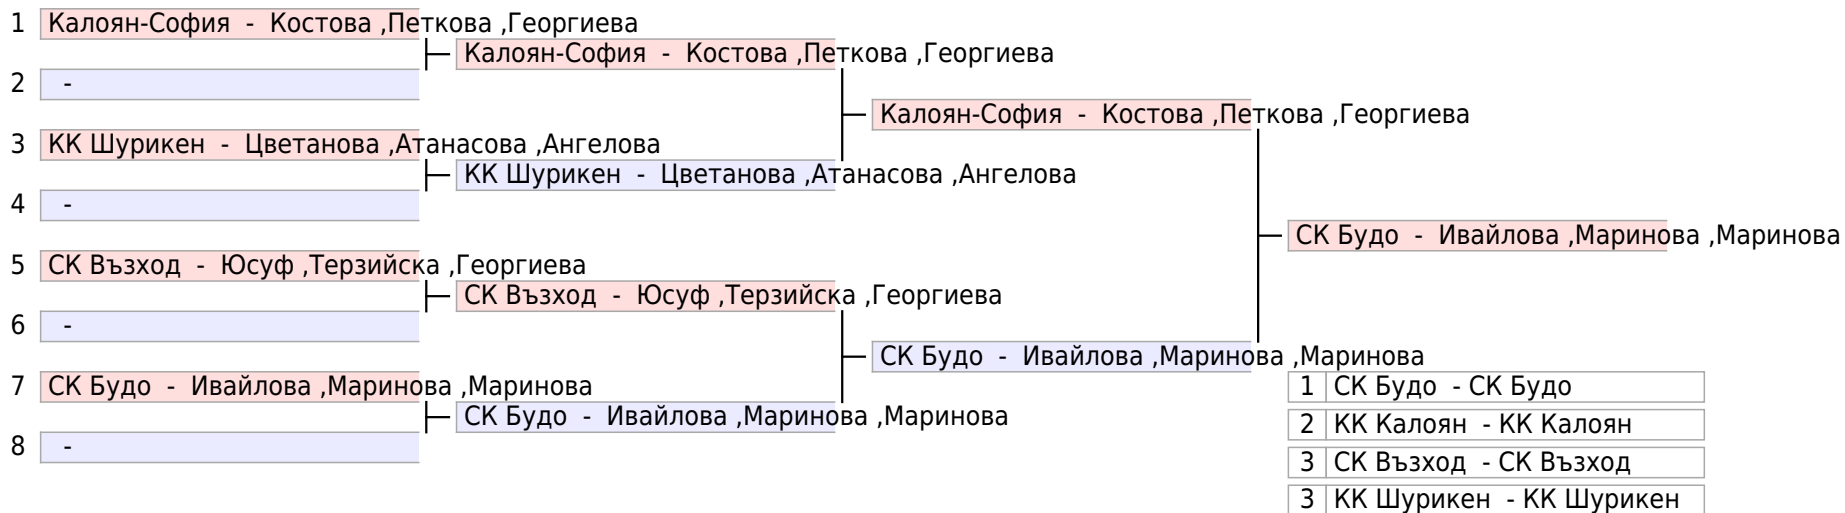 1 Калоян-София - Костова ,Петкова ,Георгиева
Калоян-София - Костова ,Петкова ,Георгиева
2 -
Калоян-София - Костова ,Петкова ,Георгиева
3 КК Шурикен - Цветанова ,Атанасова ,Ангелова
КК Шурикен - Цветанова ,Атанасова ,Ангелова
4 -
СК Будо - Ивайлова ,Маринова ,Маринова
5 СК Възход - Юсуф ,Терзийска ,Георгиева
СК Възход - Юсуф ,Терзийска ,Георгиева
6 -
СК Будо - Ивайлова ,Маринова ,Маринова
7 СК Будо - Ивайлова ,Маринова ,Маринова
СК Будо - Ивайлова ,Маринова ,Маринова
8 -
1 СК Будо - СК Будо
2 КК Калоян - КК Калоян
3 СК Възход - СК Възход
3 КК Шурикен - КК Шурикен